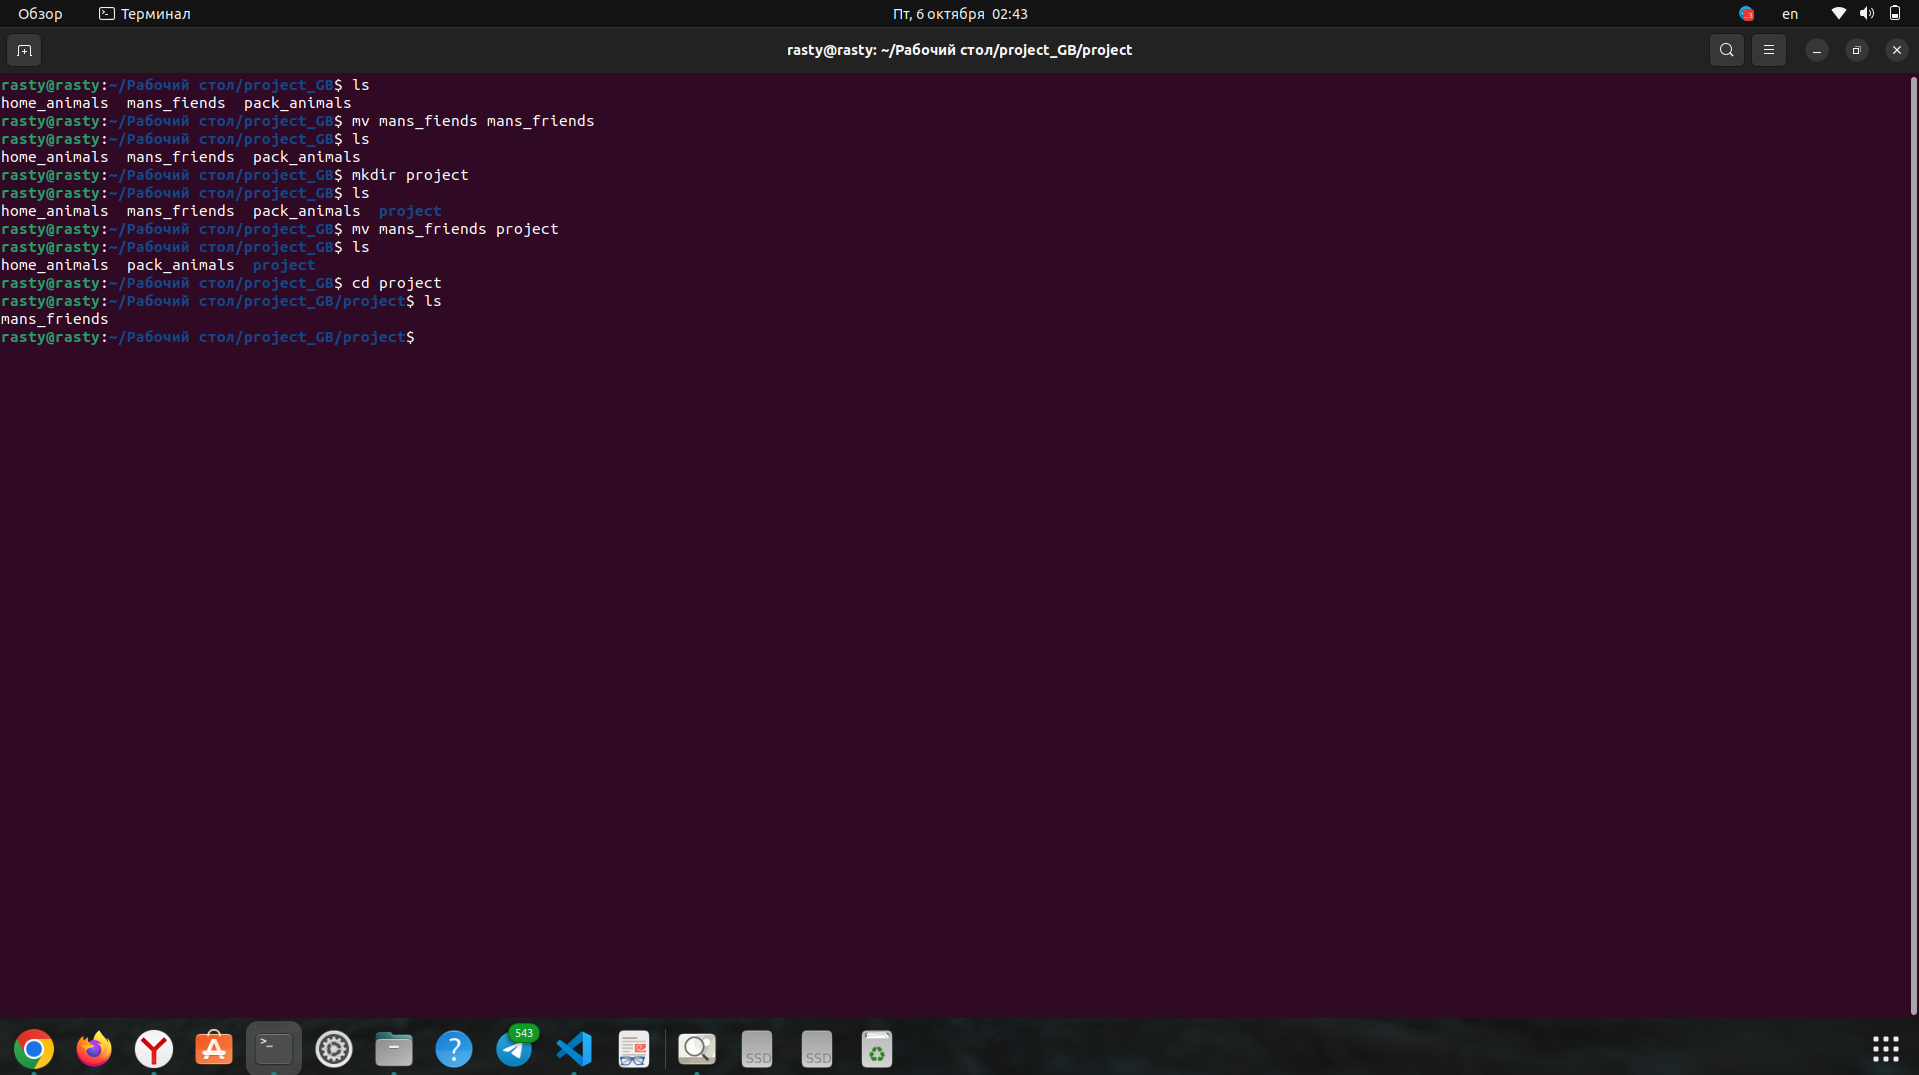 Обзор Терминал Пт, 6 октября 02:43 en
rasty@rasty: ~/Рабочий стол/project_GB/project
rasty@rasty:~/Рабочий стол/project_GB$ ls
home_animals  mans_fiends  pack_animals
rasty@rasty:~/Рабочий стол/project_GB$ mv mans_fiends mans_friends
rasty@rasty:~/Рабочий стол/project_GB$ ls
home_animals  mans_friends  pack_animals
rasty@rasty:~/Рабочий стол/project_GB$ mkdir project
rasty@rasty:~/Рабочий стол/project_GB$ ls
home_animals  mans_friends  pack_animals  project
rasty@rasty:~/Рабочий стол/project_GB$ mv mans_friends project
rasty@rasty:~/Рабочий стол/project_GB$ ls
home_animals  pack_animals  project
rasty@rasty:~/Рабочий стол/project_GB$ cd project
rasty@rasty:~/Рабочий стол/project_GB/project$ ls
mans_friends
rasty@rasty:~/Рабочий стол/project_GB/project$
543
SSD SSD